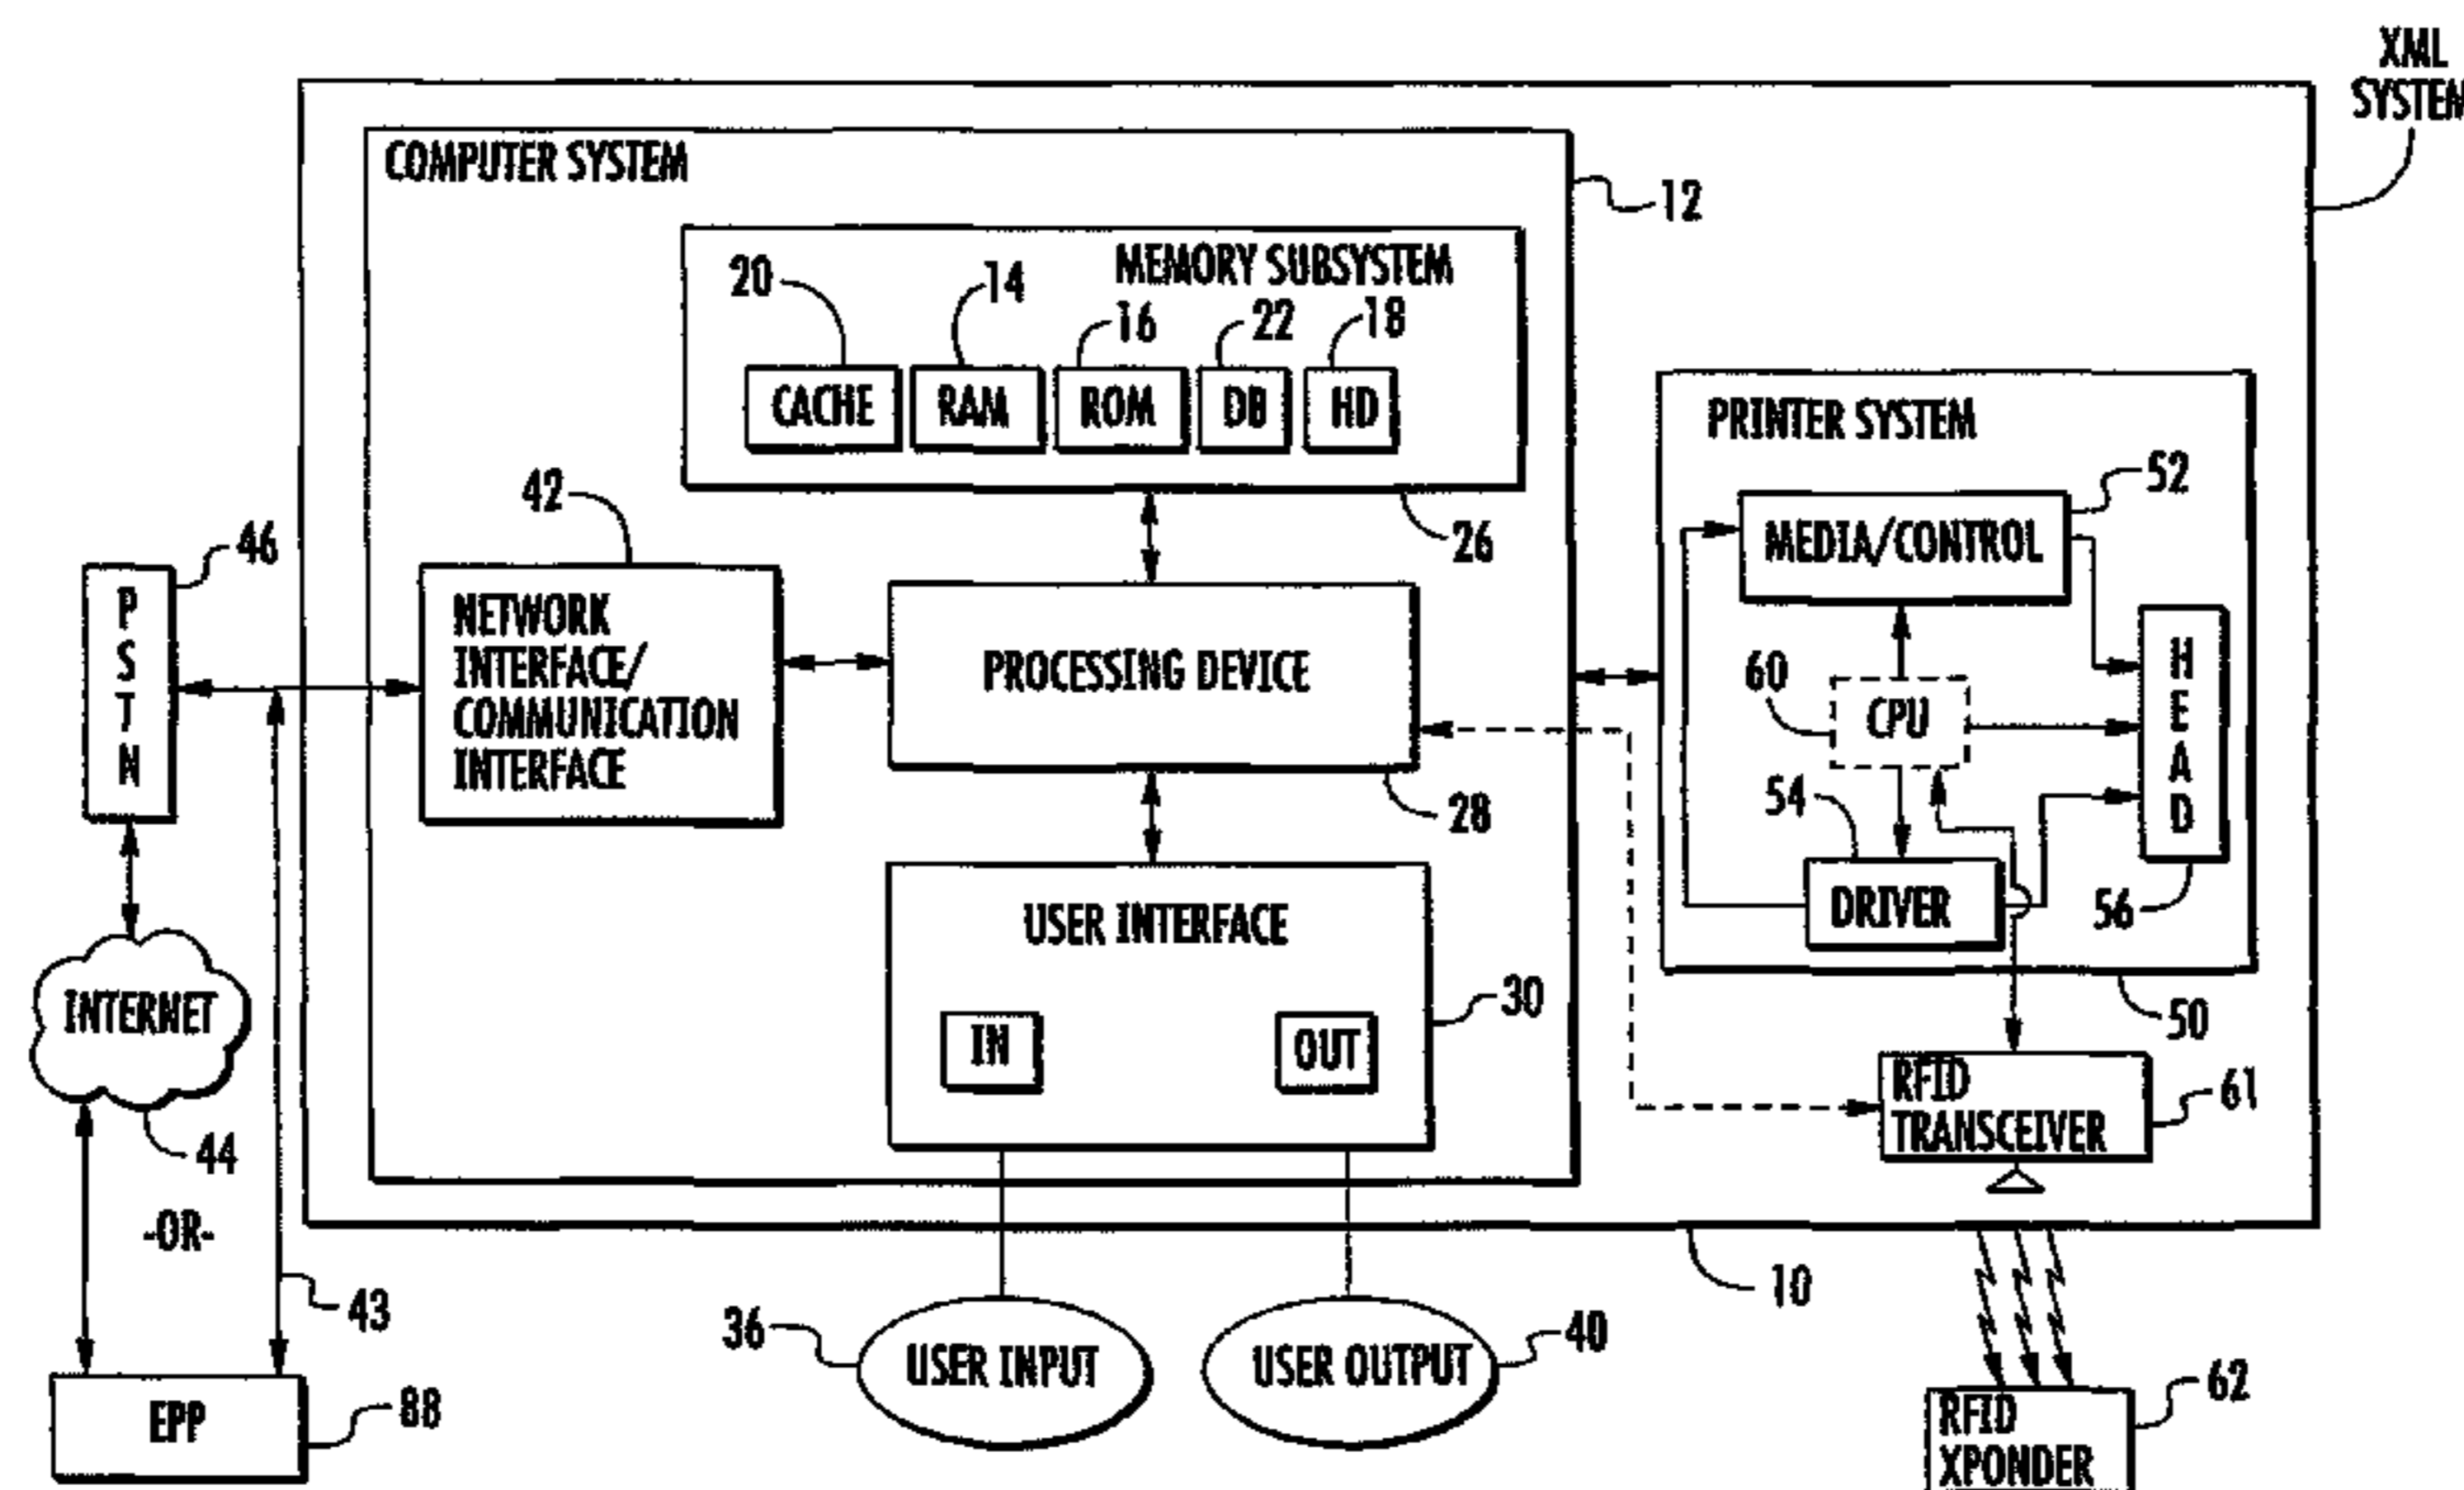 XML
SYSTEM
COMPUTER SYSTEM
12
MEMORY SUBSYSTEM
20
14
16
22
18
CACHE
RAM
ROM
DB
HD
26
PRINTER SYSTEM
52
MEDIA/CONTROL
42
46
P
S
T
N
NETWORK
INTERFACE/
COMMUNICATION
INTERFACE
PROCESSING DEVICE
28
60
CPU
H
E
A
D
54
DRIVER
56
50
USER INTERFACE
30
IN
OUT
INTERNET
44
RFID
TRANSCEIVER
61
-OR-
43
10
36
USER INPUT
USER OUTPUT
40
EPP
88
62
RFID
XPONDER